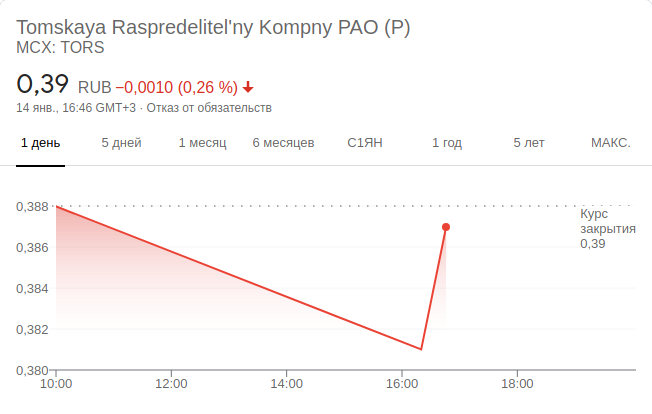 Tomskaya Raspredelitel'ny Kompny PAO (P)
MCX: TORS
0,39 RUB −0,0010 (0,26 %)
14 янв., 16:46 GMT+3 · Отказ от обязательств
1 день 5 дней 1 месяц 6 месяцев С1ЯН 1 год 5 лет МАКС.
0,388
Курс
закрытия
0,39
0,386
0,384
0,382
0,380
10:00 12:00 14:00 16:00 18:00